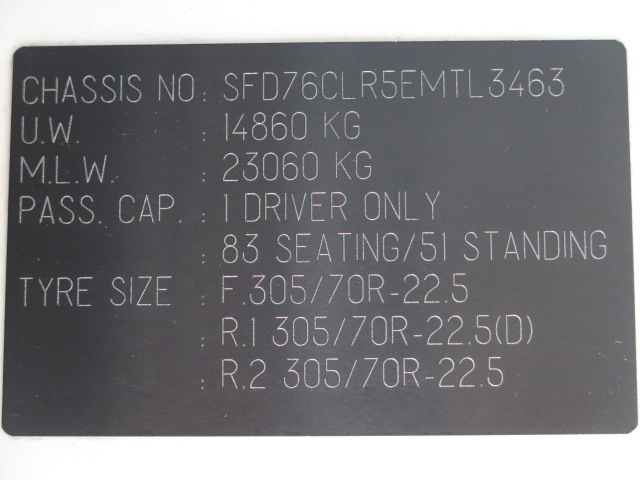 CHASSIS NO : SFD76CLR5EMTL3463
U.W. : 14860 KG
M.L.W. : 23060 KG
PASS. CAP. : 1 DRIVER ONLY
: 83 SEATING/51 STANDING
TYRE SIZE : F.305/70R-22.5
: R.1 305/70R-22.5(D)
: R.2 305/70R-22.5